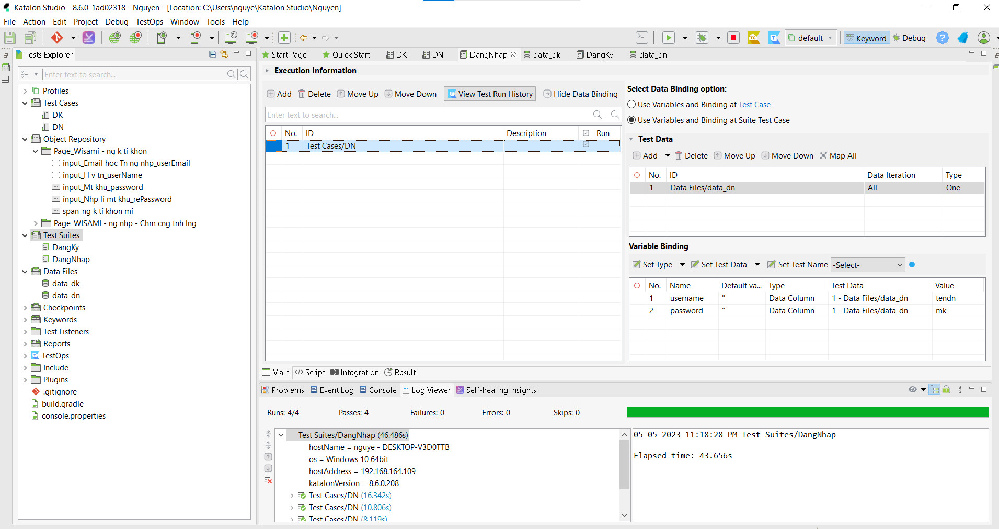 Katalon Studio - 8.6.0-1ad02318 - Nguyen - [Location: C:\Users\nguye\Katalon Studio\Nguyen]
File Action Edit Project Debug TestOps Window Tools Help
default Keyword Debug
Tests Explorer
Enter text to search...
Profiles
Test Cases
DK
DN
Object Repository
Page_Wisami - ng k ti khon
input_Email hoc Tn ng nhp_userEmail
input_H v tn_userName
input_Mt khu_password
input_Nhp li mt khu_rePassword
span_ng k ti khon mi
Page_WISAMI - ng nhp - Chm cng tnh lng
Test Suites
DangKy
DangNhap
Data Files
data_dk
data_dn
Checkpoints
Keywords
Test Listeners
Reports
TestOps
Include
Plugins
.gitignore
build.gradle
console.properties
Start Page Quick Start DK DN DangNhap data_dk DangKy data_dn
Execution Information
Add Delete Move Up Move Down View Test Run History Hide Data Binding
Enter text to search...
No. ID Description Run
1 Test Cases/DN
Select Data Binding option:
Use Variables and Binding at Test Case
Use Variables and Binding at Suite Test Case
Test Data
Add Delete Move Up Move Down Map All
No. ID Data Iteration Type
1 Data Files/data_dn All One
Variable Binding
Set Type Set Test Data Set Test Name -Select-
No. Name Default va... Type Test Data Value
1 username '' Data Column 1 - Data Files/data_dn tendn
2 password '' Data Column 1 - Data Files/data_dn mk
Main Script Integration Result
Problems Event Log Console Log Viewer Self-healing Insights
Runs: 4/4 Passes: 4 Failures: 0 Errors: 0 Skips: 0
Test Suites/DangNhap (46.486s)
hostName = nguye - DESKTOP-V3D0TTB
os = Windows 10 64bit
hostAddress = 192.168.164.109
katalonVersion = 8.6.0.208
Test Cases/DN (16.342s)
Test Cases/DN (10.806s)
Test Cases/DN (8.119s)
05-05-2023 11:18:28 PM Test Suites/DangNhap
Elapsed time: 43.656s